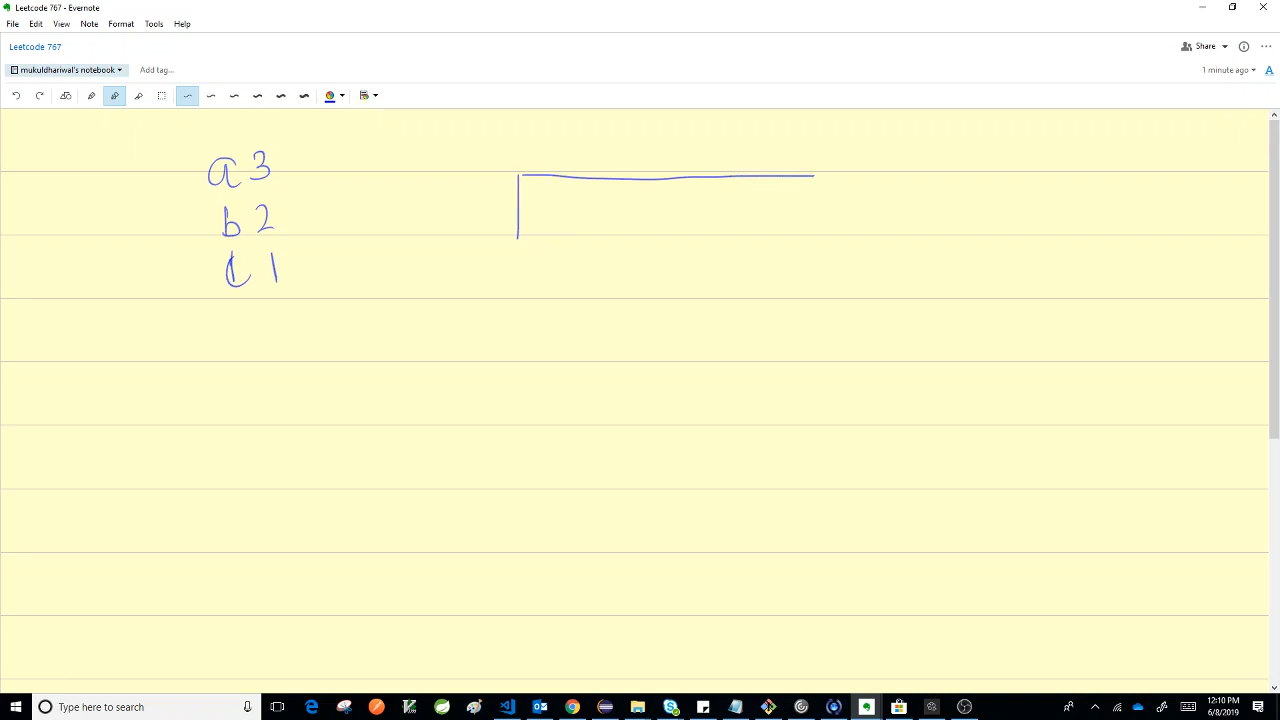 Leetcode 767 - Evernote
File Edit View Note Format Tools Help
Leetcode 767
Share
mukuldhariwal's notebook Add tag...
1 minute ago
a 3
b 2
c 1
Type here to search
12:10 PM
6/8/2019